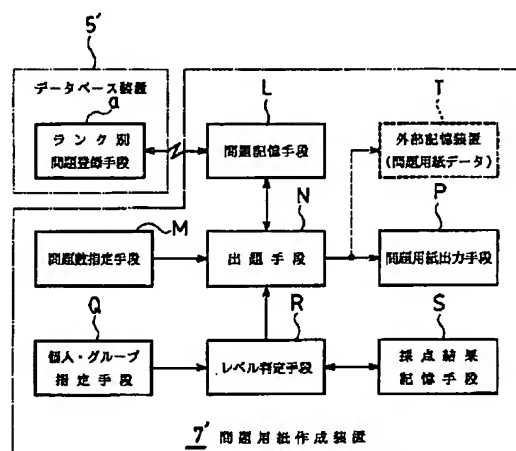 5'
データベース装置
a
ランク別
問題登録手段
L
問題記憶手段
T
外部記憶装置
(問題用紙データ)
M
問題数指定手段
N
出題手段
P
問題用紙出力手段
Q
個人・グループ
指定手段
R
レベル判定手段
S
採点結果
記憶手段
7' 問題用紙作成装置